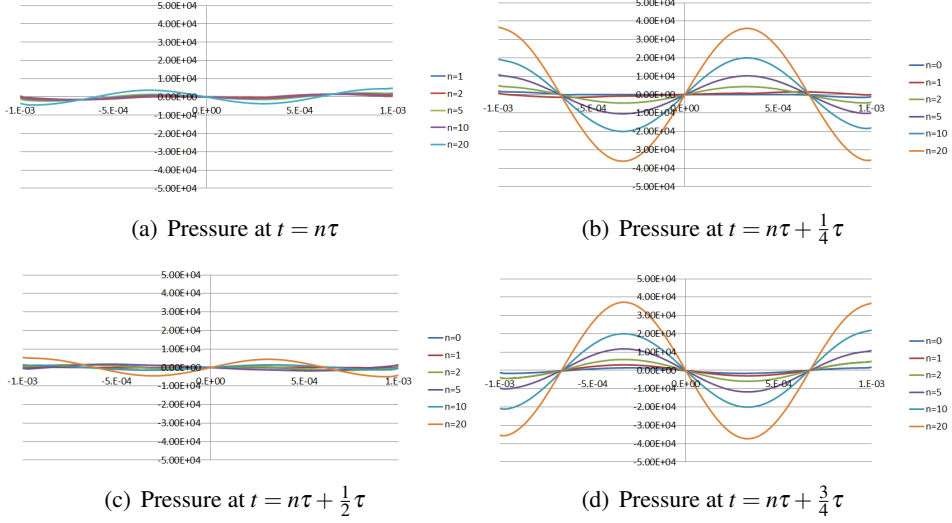 5.00E+04
4.00E+04
3.00E+04
2.00E+04
1.00E+04
0.00E+00
-1.E-03 -5.E-04 0.E+00 5.E-04 1.E-03
-1.00E+04
-2.00E+04
-3.00E+04
-4.00E+04
-5.00E+04
n=1
n=2
n=5
n=10
n=20
(a) Pressure at t = nτ
5.00E+04
4.00E+04
3.00E+04
2.00E+04
1.00E+04
0.00E+00
-1.E-03 -5.E-04 0.E+00 5.E-04 1.E-03
-1.00E+04
-2.00E+04
-3.00E+04
-4.00E+04
-5.00E+04
n=0
n=1
n=2
n=5
n=10
n=20
(b) Pressure at t = nτ + 1/4 τ
5.00E+04
4.00E+04
3.00E+04
2.00E+04
1.00E+04
0.00E+00
-1.E-03 -5.E-04 0.E+00 5.E-04 1.E-03
-1.00E+04
-2.00E+04
-3.00E+04
-4.00E+04
-5.00E+04
n=0
n=1
n=2
n=5
n=10
n=20
(c) Pressure at t = nτ + 1/2 τ
5.00E+04
4.00E+04
3.00E+04
2.00E+04
1.00E+04
0.00E+00
-1.E-03 -5.E-04 0.E+00 5.E-04 1.E-03
-1.00E+04
-2.00E+04
-3.00E+04
-4.00E+04
-5.00E+04
n=0
n=1
n=2
n=5
n=10
n=20
(d) Pressure at t = nτ + 3/4 τ